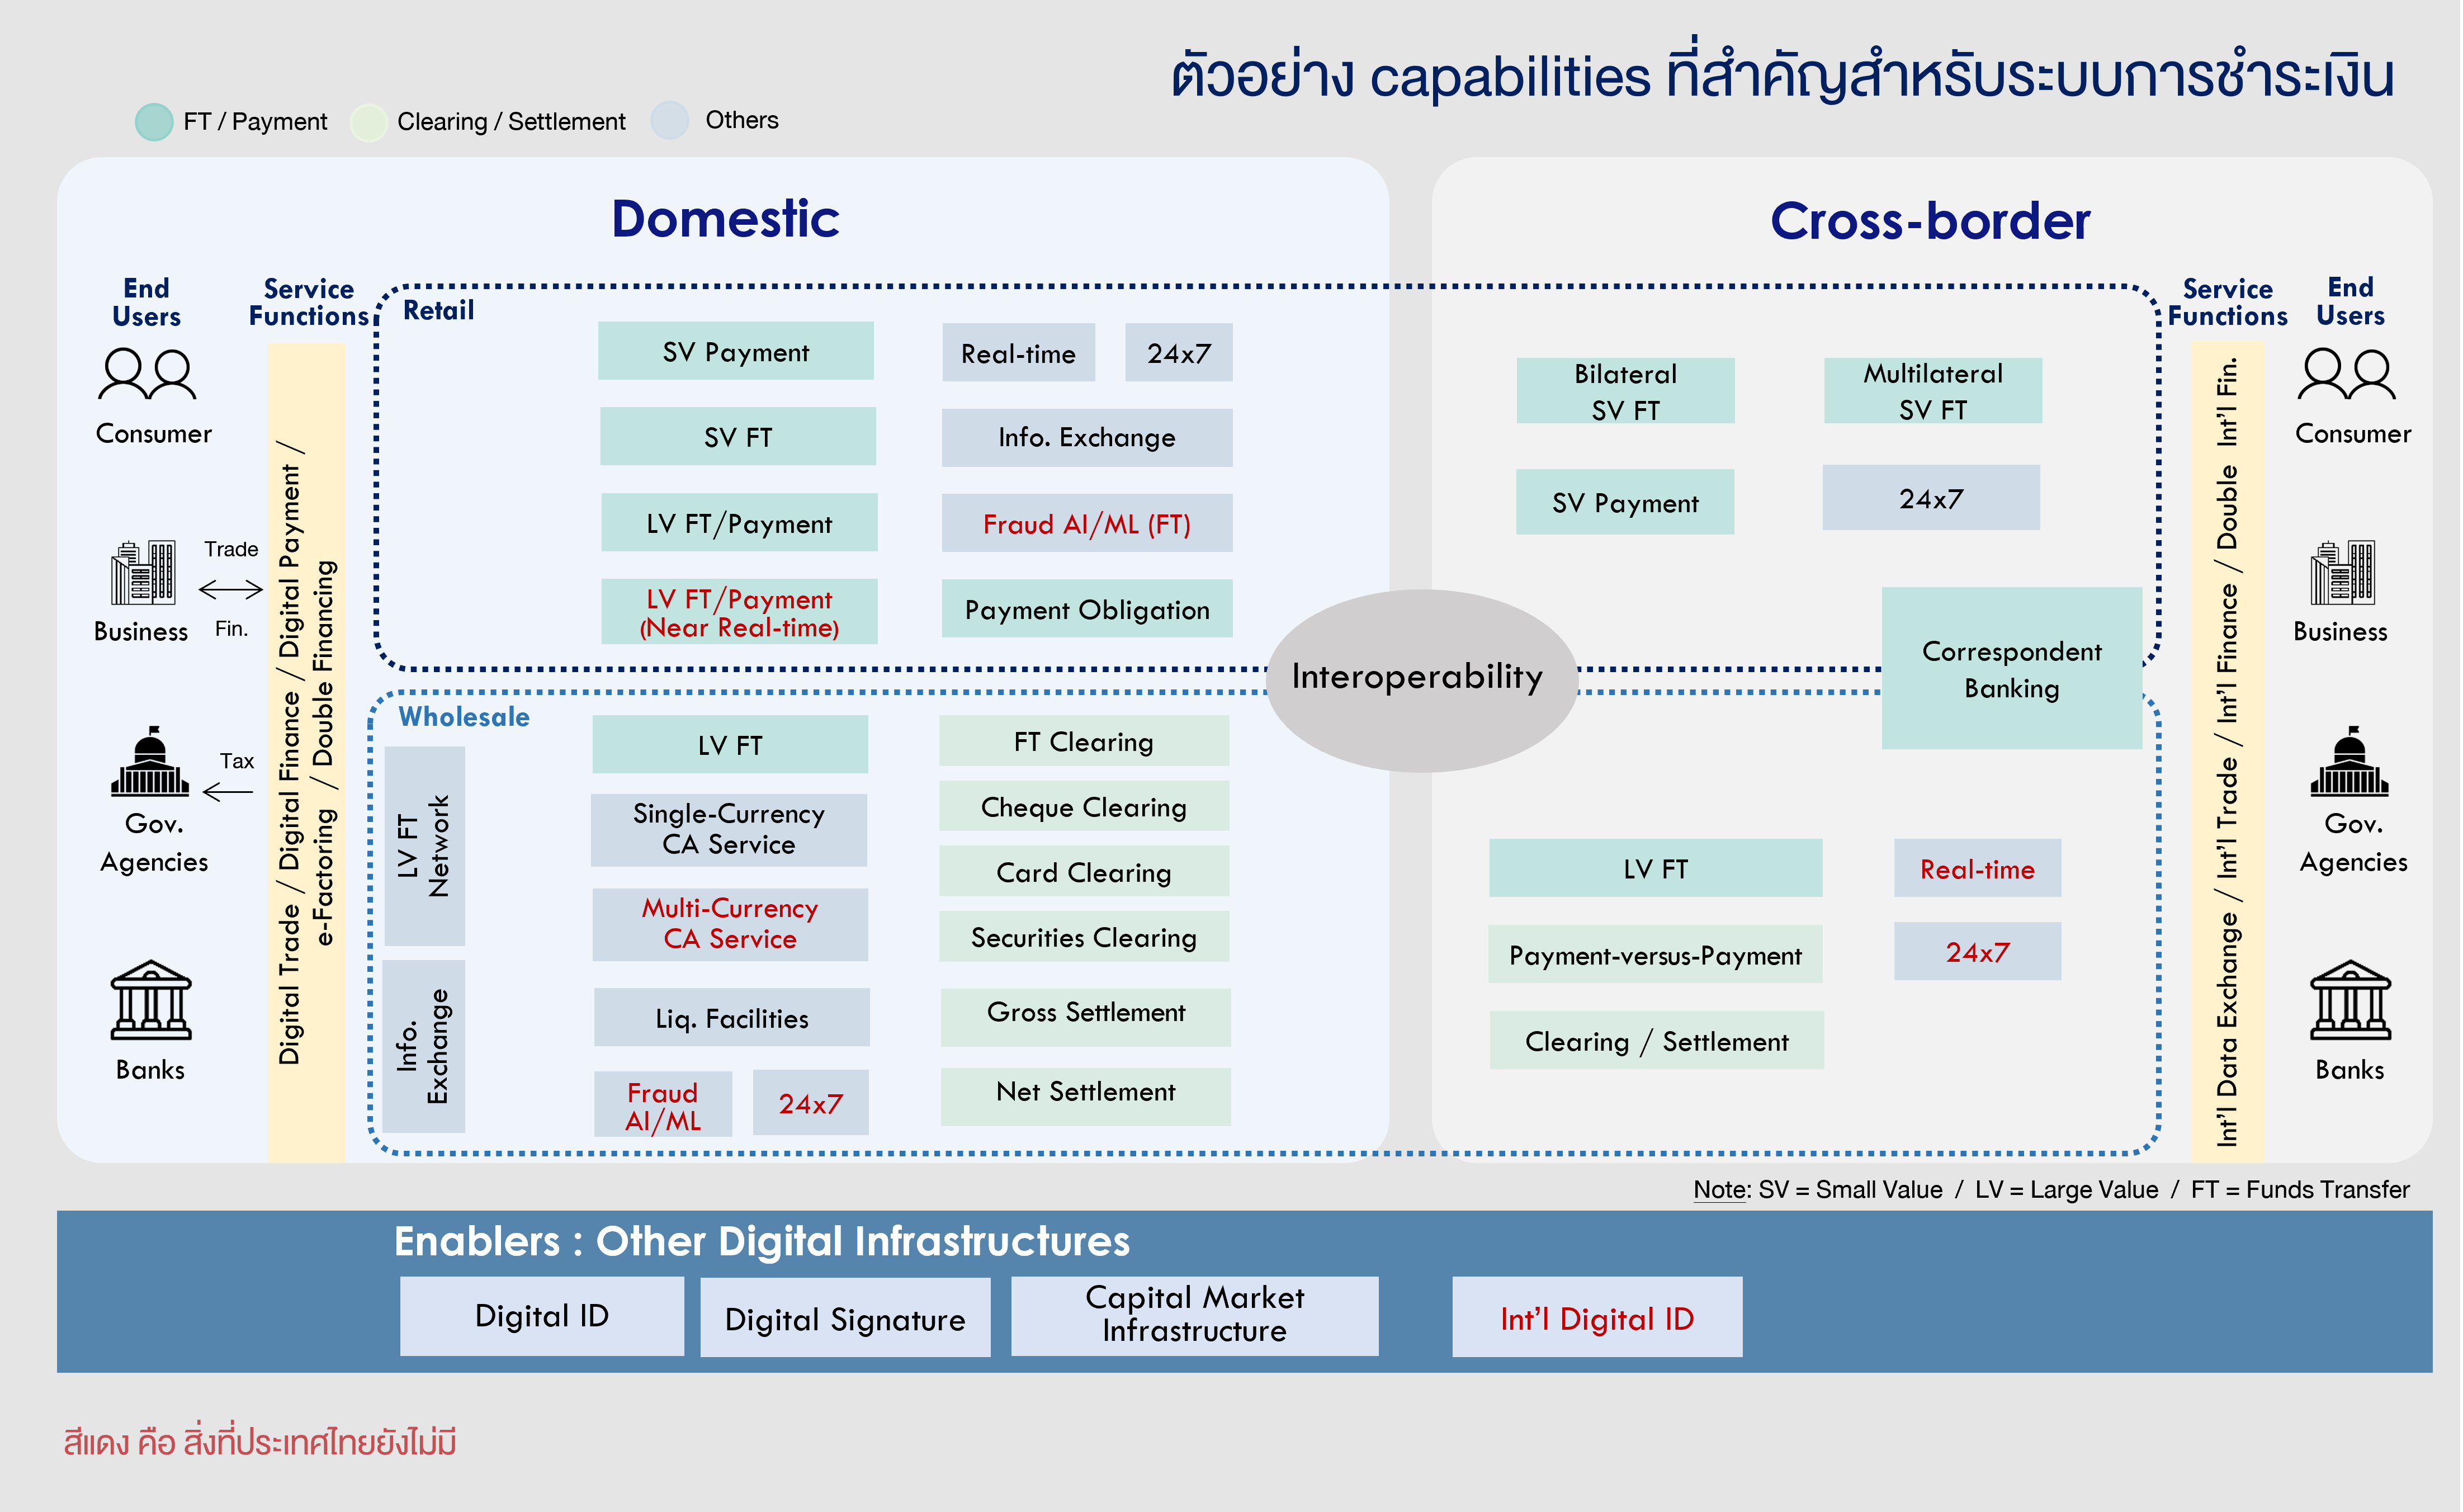 ตัวอย่าง capabilities ที่สำคัญสำหรับระบบการชำระเงิน
FT / Payment
Clearing / Settlement
Others
Domestic
End
Users
Service
Functions
Consumer
Business
Trade
Fin.
Gov.
Agencies
Tax
Banks
Digital Trade / Digital Finance / Digital Payment /
e-Factoring / Double Financing
Retail
SV Payment
Real-time
24x7
SV FT
Info. Exchange
LV FT/Payment
Fraud AI/ML (FT)
LV FT/Payment
(Near Real-time)
Payment Obligation
Wholesale
LV FT
Network
Info.
Exchange
LV FT
FT Clearing
Single-Currency
CA Service
Cheque Clearing
Card Clearing
Multi-Currency
CA Service
Securities Clearing
Liq. Facilities
Gross Settlement
Fraud
AI/ML
24x7
Net Settlement
Interoperability
Cross-border
Bilateral
SV FT
Multilateral
SV FT
SV Payment
24x7
Correspondent
Banking
LV FT
Real-time
Payment-versus-Payment
24x7
Clearing / Settlement
Service
Functions
Int'l Data Exchange / Int'l Trade / Int'l Finance / Double Int'l Fin.
End
Users
Consumer
Business
Gov.
Agencies
Banks
Note: SV = Small Value / LV = Large Value / FT = Funds Transfer
Enablers : Other Digital Infrastructures
Digital ID
Digital Signature
Capital Market
Infrastructure
Int'l Digital ID
สีแดง คือ สิ่งที่ประเทศไทยยังไม่มี